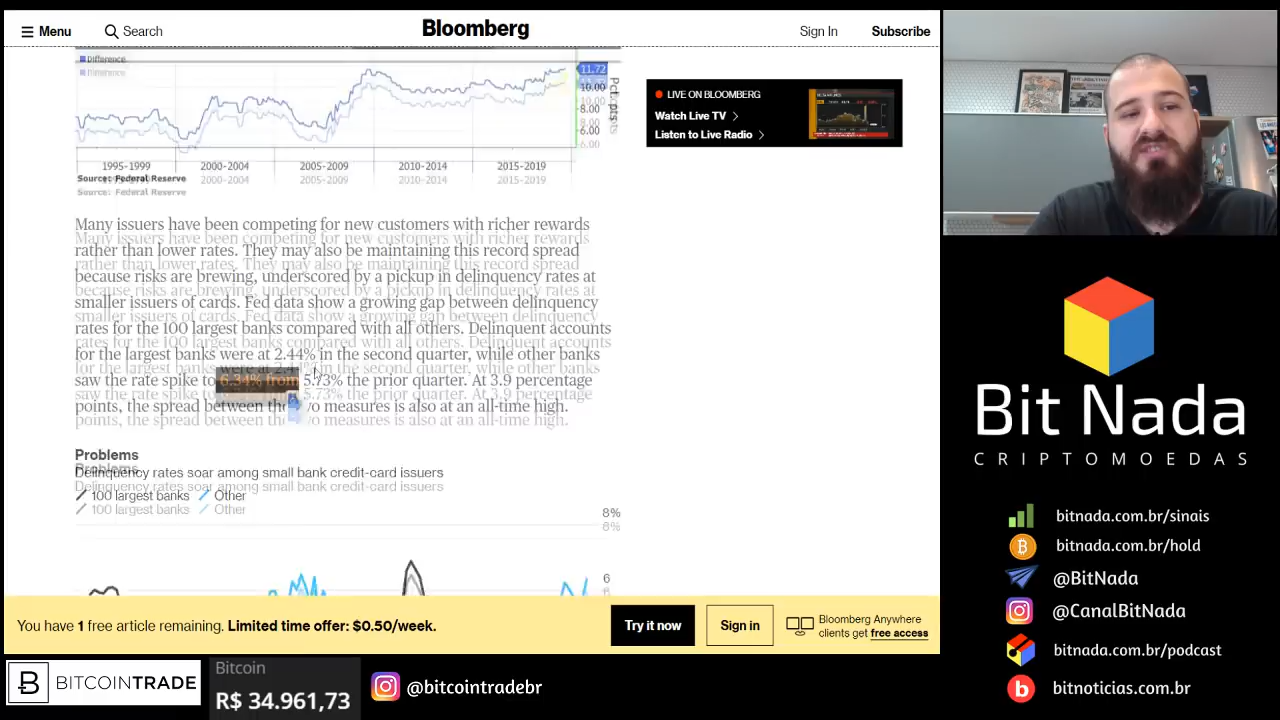 Menu
Search
Bloomberg
Sign In
Subscribe
Difference
11.72
10.00
8.00
6.00
Pct. pts
1995-1999 2000-2004 2005-2009 2010-2014 2015-2019
Source: Federal Reserve
LIVE ON BLOOMBERG
Watch Live TV
Listen to Live Radio
Many issuers have been competing for new customers with richer rewards
rather than lower rates. They may also be maintaining this record spread
because risks are brewing, underscored by a pickup in delinquency rates at
smaller issuers of cards. Fed data show a growing gap between delinquency
rates for the 100 largest banks compared with all others. Delinquent accounts
for the largest banks were at 2.44% in the second quarter, while other banks
saw the rate spike to 6.34% from 5.73% the prior quarter. At 3.9 percentage
points, the spread between the measures is also at an all-time high.
Problems
Delinquency rates soar among small bank credit-card issuers
100 largest banks Other
8%
6
You have 1 free article remaining. Limited time offer: $0.50/week.
Try it now
Sign in
Bloomberg Anywhere
clients get free access
Bit Nada
CRIPTOMOEDAS
bitnada.com.br/sinais
bitnada.com.br/hold
@BitNada
@CanalBitNada
bitnada.com.br/podcast
bitnoticias.com.br
BITCOINTRADE
Bitcoin
R$ 34.961,73
@bitcointradebr